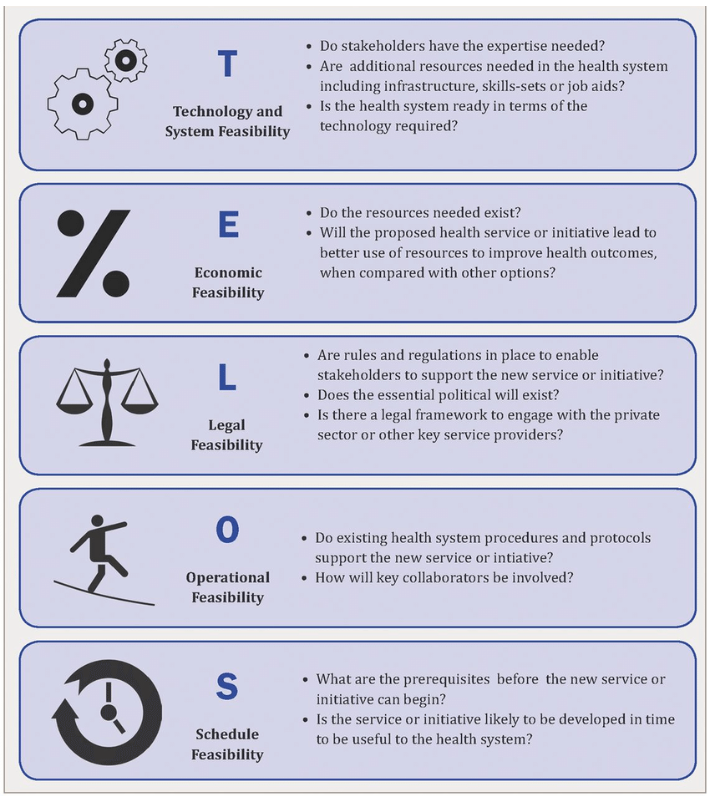 T
Technology and
System Feasibility
• Do stakeholders have the expertise needed?
• Are additional resources needed in the health system
including infrastructure, skills-sets or job aids?
• Is the health system ready in terms of the
technology required?
E
Economic
Feasibility
• Do the resources needed exist?
• Will the proposed health service or initiative lead to
better use of resources to improve health outcomes,
when compared with other options?
L
Legal
Feasibility
• Are rules and regulations in place to enable
stakeholders to support the new service or initiative?
• Does the essential political will exist?
• Is there a legal framework to engage with the private
sector or other key service providers?
O
Operational
Feasibility
• Do existing health system procedures and protocols
support the new service or intiative?
• How will key collaborators be involved?
S
Schedule
Feasibility
• What are the prerequisites before the new service or
initiative can begin?
• Is the service or initiative likely to be developed in time
to be useful to the health system?